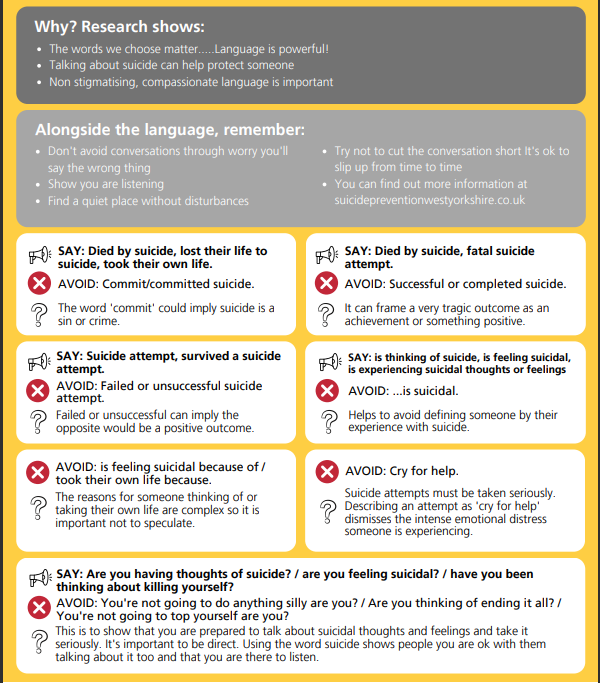 Why? Research shows:
• The words we choose matter.....Language is powerful!
• Talking about suicide can help protect someone
• Non stigmatising, compassionate language is important
Alongside the language, remember:
• Don't avoid conversations through worry you'll
say the wrong thing
• Show you are listening
• Find a quiet place without disturbances
• Try not to cut the conversation short It's ok to
slip up from time to time
• You can find out more information at
suicidepreventionwestyorkshire.co.uk
SAY: Died by suicide, lost their life to
suicide, took their own life.
AVOID: Commit/committed suicide.
The word 'commit' could imply suicide is a
sin or crime.
SAY: Died by suicide, fatal suicide
attempt.
AVOID: Successful or completed suicide.
It can frame a very tragic outcome as an
achievement or something positive.
SAY: Suicide attempt, survived a suicide
attempt.
AVOID: Failed or unsuccessful suicide
attempt.
Failed or unsuccessful can imply the
opposite would be a positive outcome.
SAY: is thinking of suicide, is feeling suicidal,
is experiencing suicidal thoughts or feelings
AVOID: ...is suicidal.
Helps to avoid defining someone by their
experience with suicide.
AVOID: is feeling suicidal because of /
took their own life because.
The reasons for someone thinking of or
taking their own life are complex so it is
important not to speculate.
AVOID: Cry for help.
Suicide attempts must be taken seriously.
Describing an attempt as 'cry for help'
dismisses the intense emotional distress
someone is experiencing.
SAY: Are you having thoughts of suicide? / are you feeling suicidal? / have you been
thinking about killing yourself?
AVOID: You're not going to do anything silly are you? / Are you thinking of ending it all? /
You're not going to top yourself are you?
This is to show that you are prepared to talk about suicidal thoughts and feelings and take it
seriously. It's important to be direct. Using the word suicide shows people you are ok with them
talking about it too and that you are there to listen.